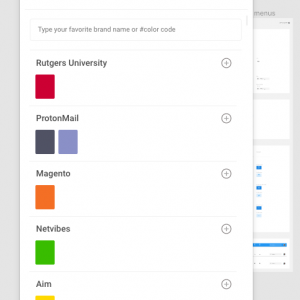 menus
Type your favorite brand name or #color code
Rutgers University
ProtonMail
Magento
Netvibes
Aim